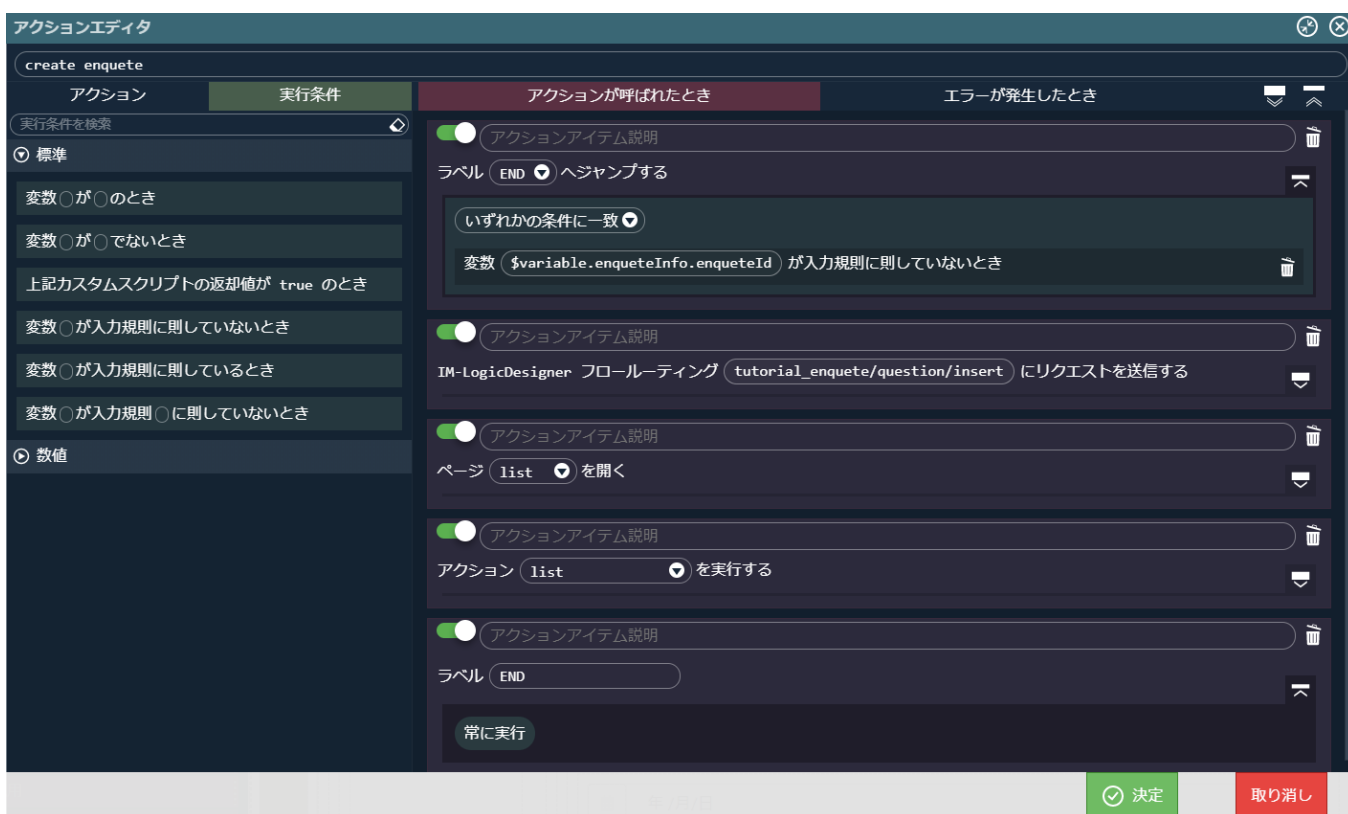 アクションエディタ
create enquete
アクション 実行条件
実行条件を検索
標準
変数○が○のとき
変数○が○でないとき
上記カスタムスクリプトの返却値が true のとき
変数○が入力規則に則していないとき
変数○が入力規則に則しているとき
変数○が入力規則○に則していないとき
数値
アクションが呼ばれたとき エラーが発生したとき
アクションアイテム説明
ラベル END へジャンプする
いずれかの条件に一致
変数 $variable.enqueteInfo.enqueteId が入力規則に則していないとき
アクションアイテム説明
IM-LogicDesigner フロールーティング tutorial_enquete/question/insert にリクエストを送信する
アクションアイテム説明
ページ list を開く
アクションアイテム説明
アクション list を実行する
アクションアイテム説明
ラベル END
常に実行
決定 取り消し